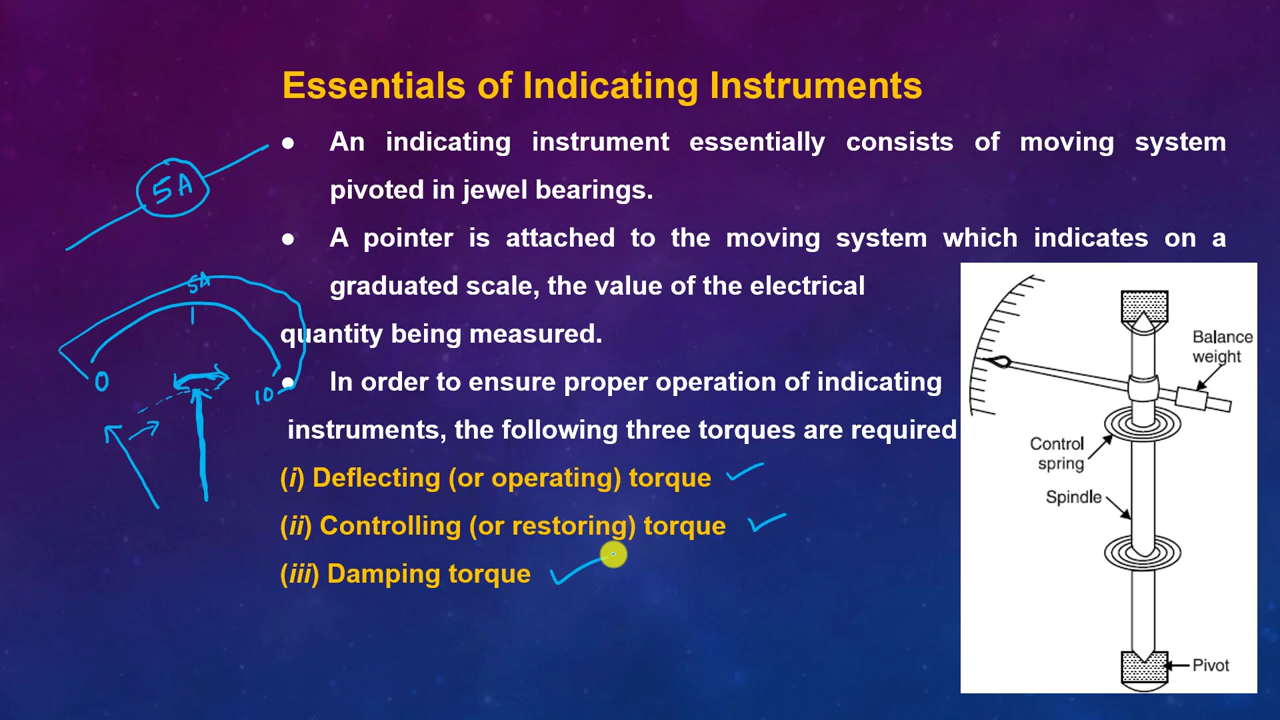 Essentials of Indicating Instruments
● An indicating instrument essentially consists of moving system
pivoted in jewel bearings.
● A pointer is attached to the moving system which indicates on a
graduated scale, the value of the electrical
quantity being measured.
● In order to ensure proper operation of indicating
instruments, the following three torques are required
(i) Deflecting (or operating) torque
(ii) Controlling (or restoring) torque
(iii) Damping torque
5A
5A
0
10
Balance
weight
Control
spring
Spindle
Pivot